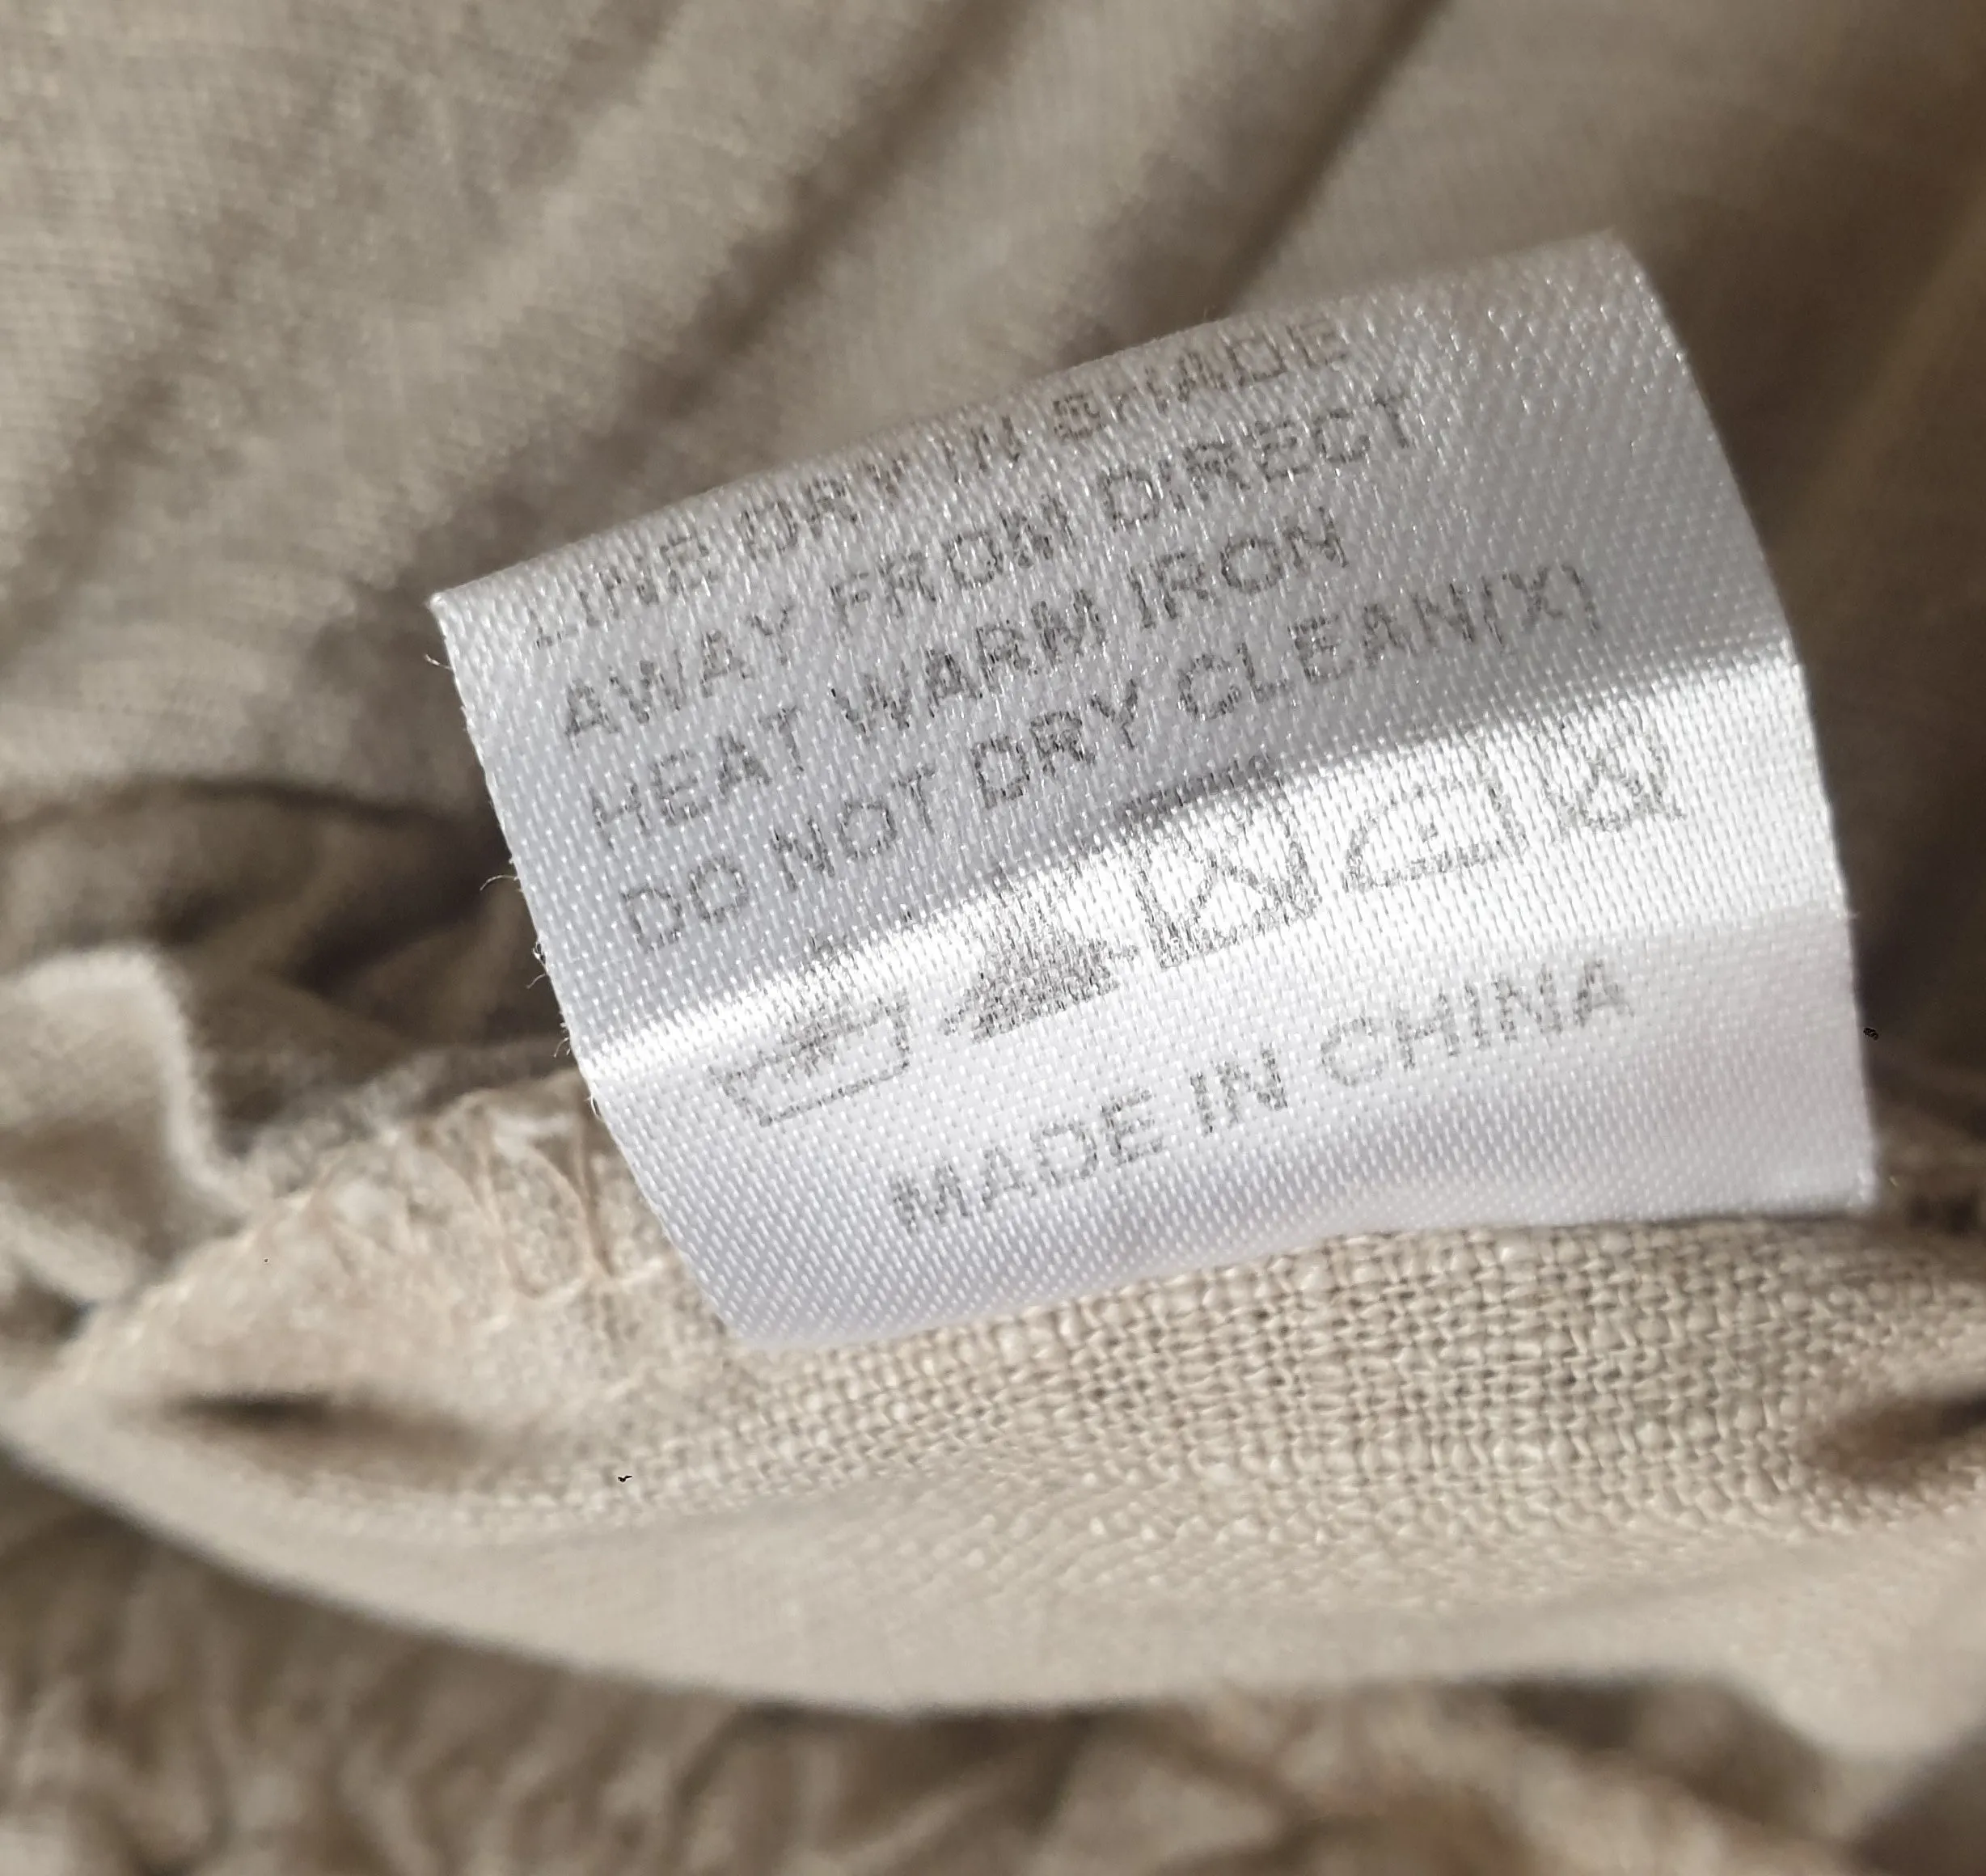 LINE DRY IN SHADE
AWAY FROM DIRECT
HEAT WARM IRON
DO NOT DRY CLEAN(X)
MADE IN CHINA